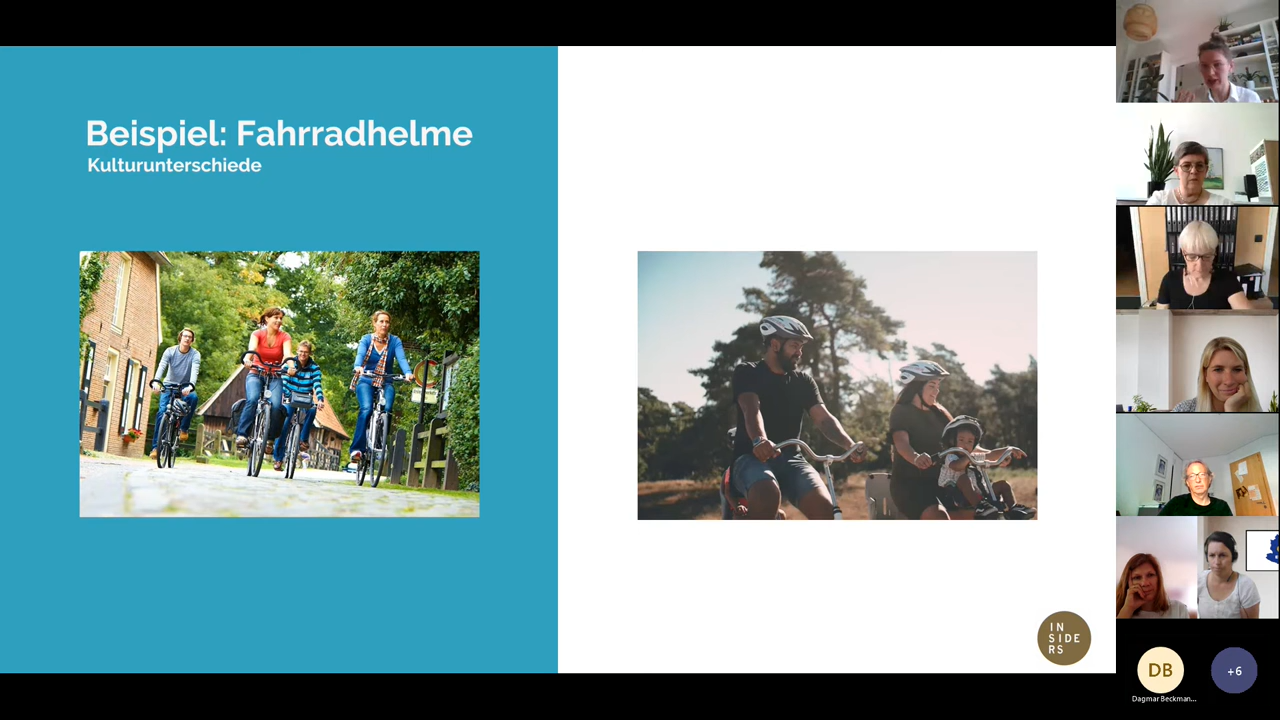 Beispiel: Fahrradhelme
Kulturunterschiede
IN
SIDE
RS
DB
+6
Dagmar Beckman...